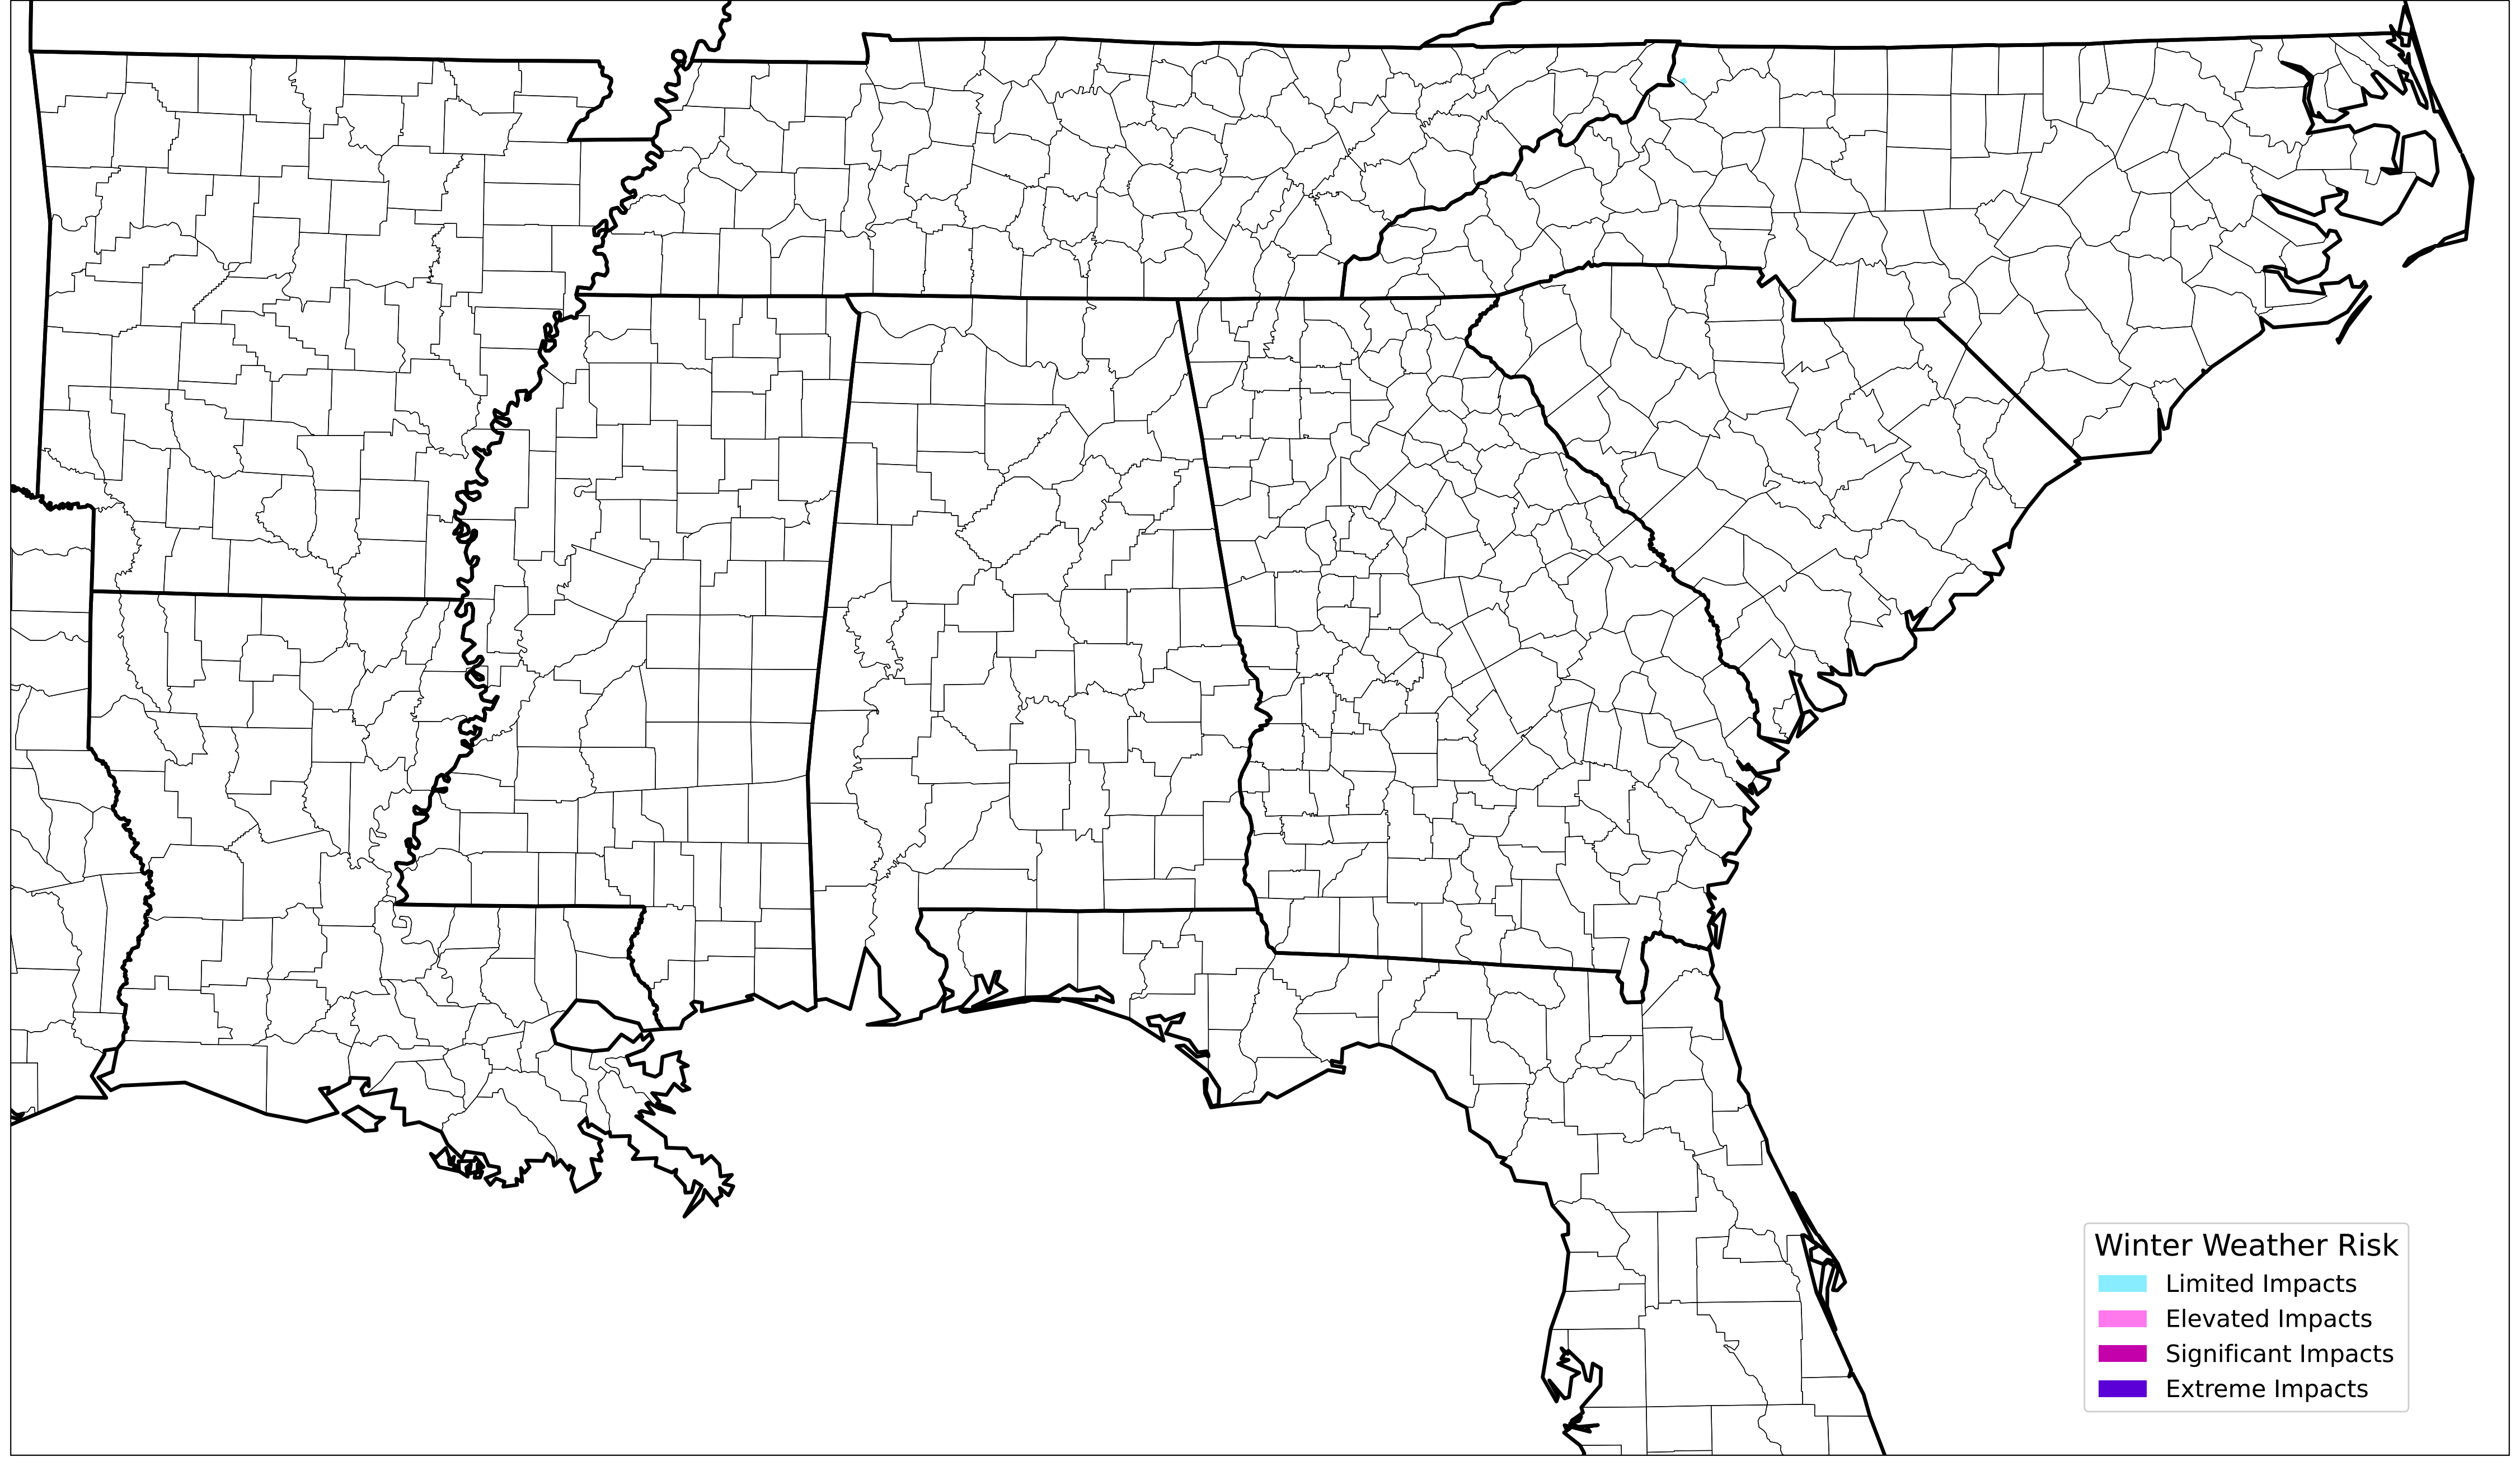 Winter Weather Risk
Limited Impacts
Elevated Impacts
Significant Impacts
Extreme Impacts